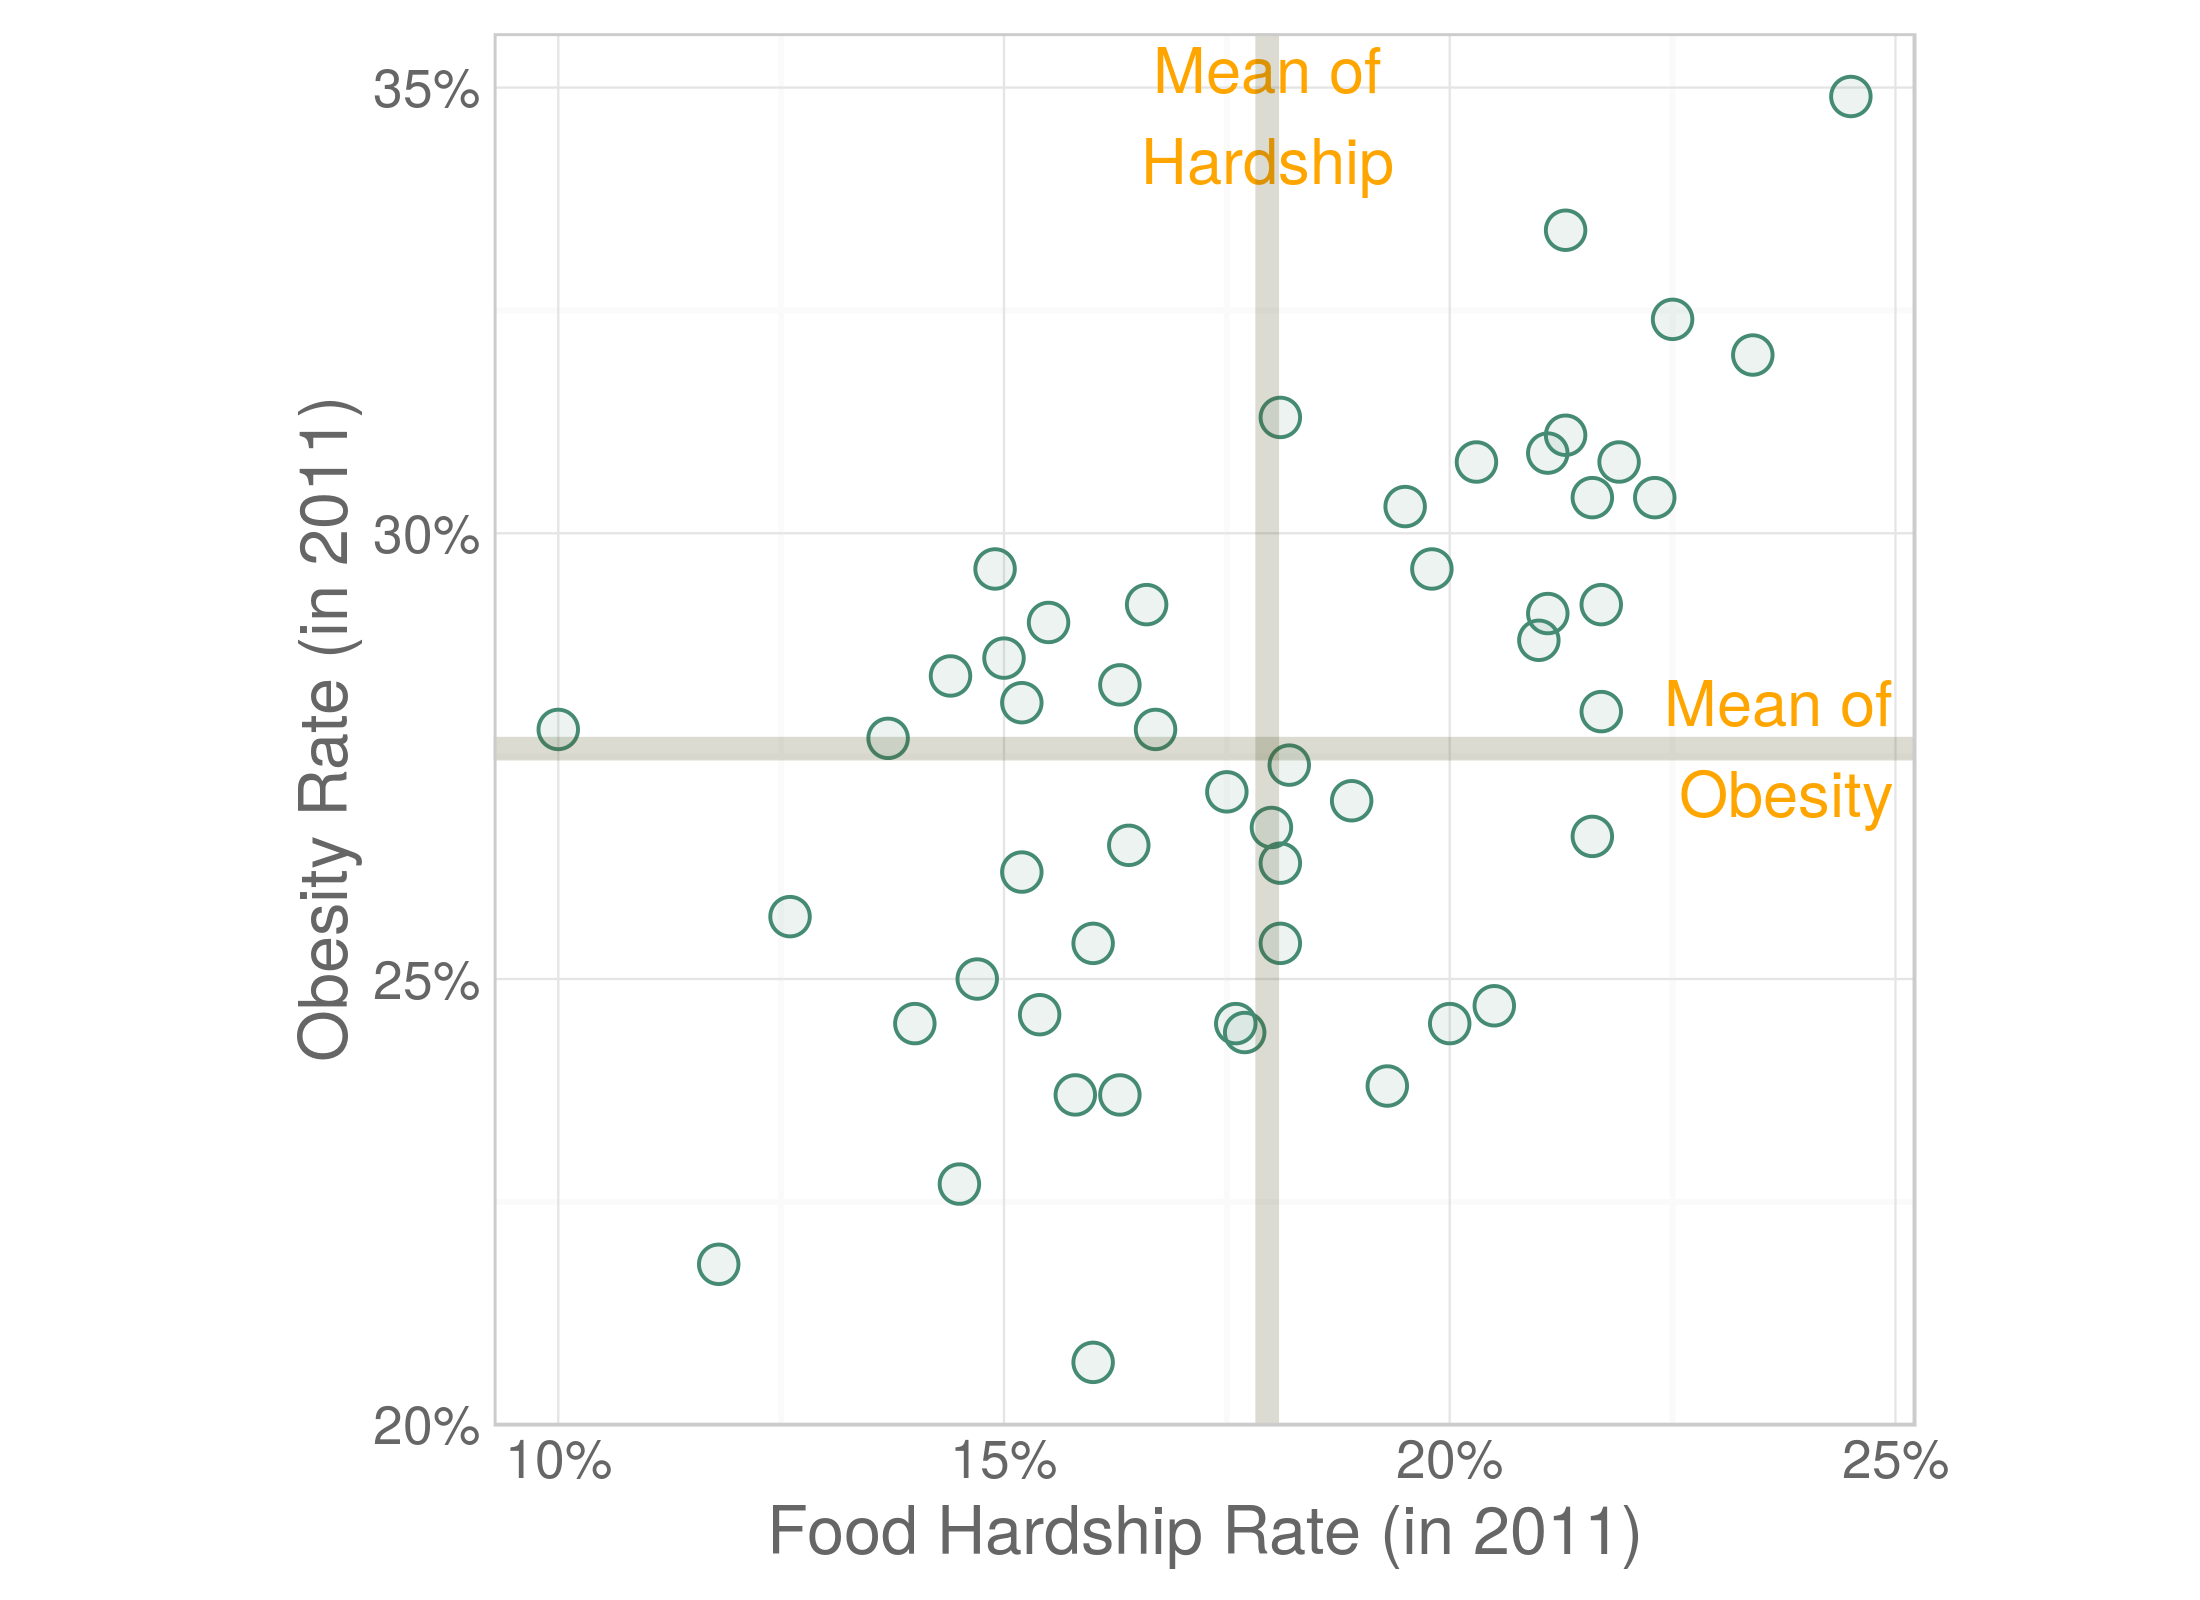 Mean of
Hardship
35%
30%
25%
20%
Obesity Rate (in 2011)
Mean of
Obesity
10%
15%
20%
25%
Food Hardship Rate (in 2011)